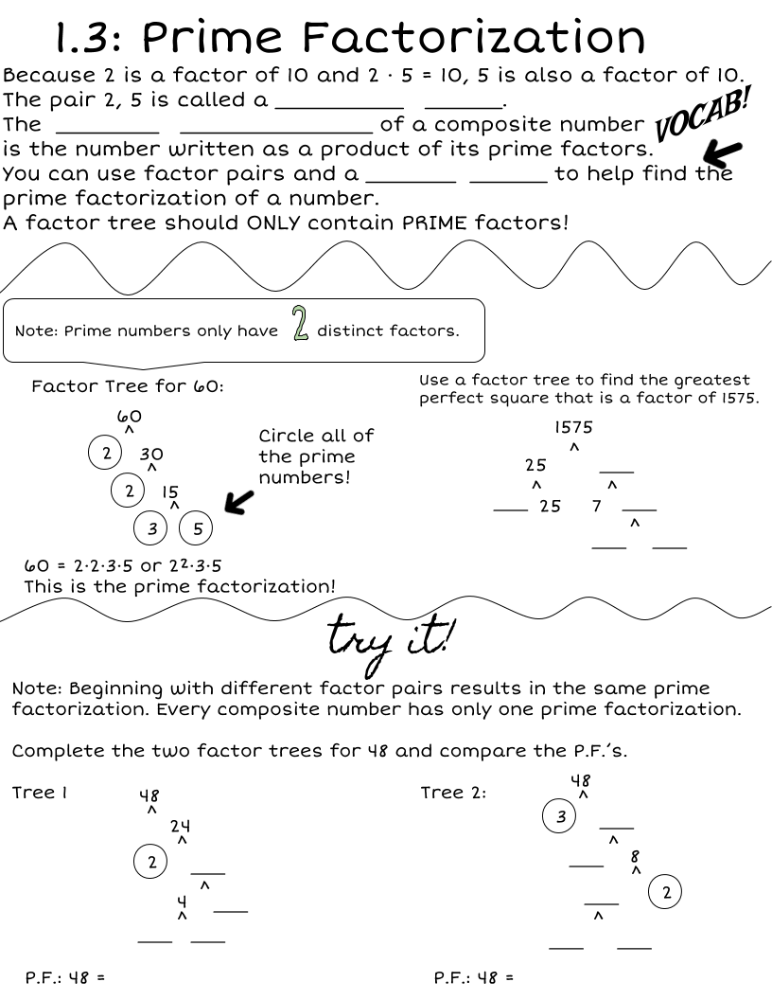 1.3: Prime Factorization
Because 2 is a factor of 10 and 2 · 5 = 10, 5 is also a factor of 10.
The pair 2, 5 is called a ____________ _______.
The _________ __________________ of a composite number
VOCAB!
is the number written as a product of its prime factors.
You can use factor pairs and a ________ _______ to help find the
prime factorization of a number.
A factor tree should ONLY contain PRIME factors!
Note: Prime numbers only have 2 distinct factors.
Factor Tree for 60:
60
^
2 30
^
2 15
^
3 5
Circle all of
the prime
numbers!
60 = 2·2·3·5 or 2²·3·5
This is the prime factorization!
Use a factor tree to find the greatest
perfect square that is a factor of 1575.
1575
^
25 ___
^ ^
___ 25 7 ___
^
___ ___
try it!
Note: Beginning with different factor pairs results in the same prime
factorization. Every composite number has only one prime factorization.
Complete the two factor trees for 48 and compare the P.F.'s.
Tree 1
48
^
24
^
2 ___
^
4 ___
^
___ ___
P.F.: 48 =
Tree 2:
48
^
3 ___
^
___ 8
^
___ 2
^
___ ___
P.F.: 48 =